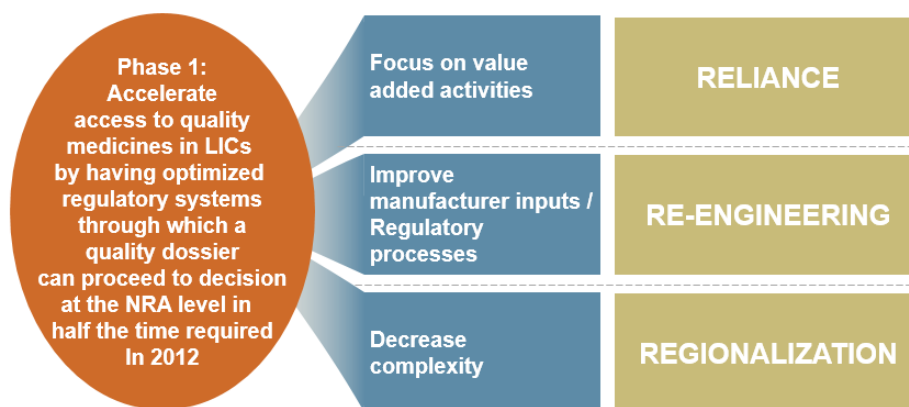 Phase 1:
Accelerate
access to quality
medicines in LICs
by having optimized
regulatory systems
through which a
quality dossier
can proceed to decision
at the NRA level in
half the time required
In 2012
Focus on value
added activities
RELIANCE
Improve
manufacturer inputs /
Regulatory
processes
RE-ENGINEERING
Decrease
complexity
REGIONALIZATION